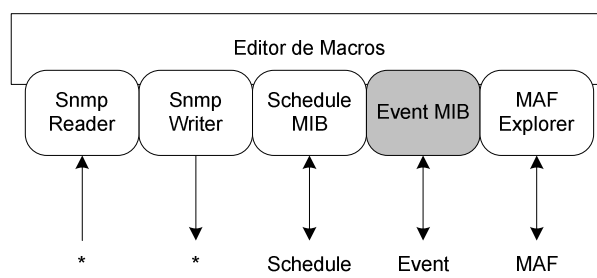 Editor de Macros
Snmp
Reader
Snmp
Writer
Schedule
MIB
Event MIB
MAF
Explorer
*
*
Schedule
Event
MAF